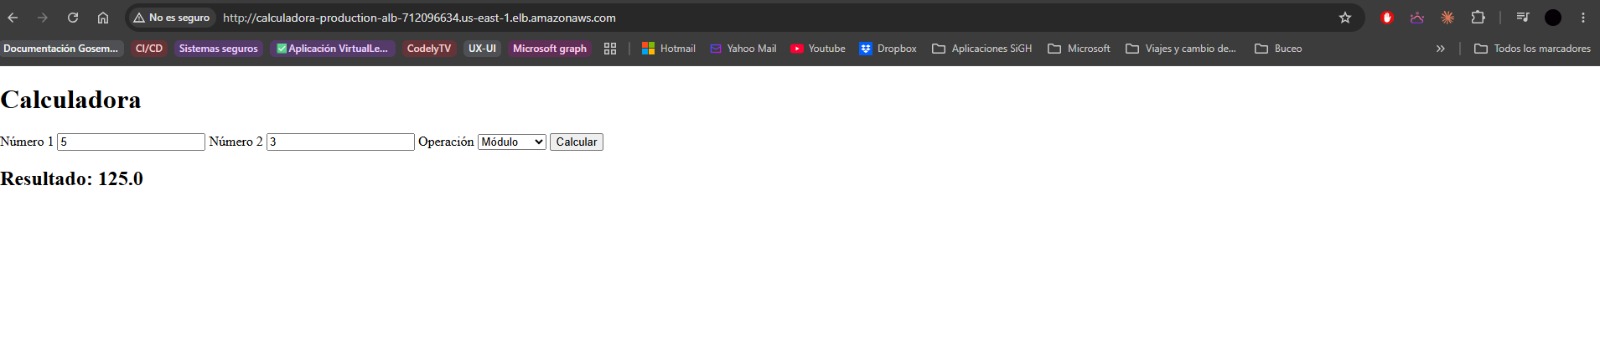 No es seguro http://calculadora-production-alb-712096634.us-east-1.elb.amazonaws.com
Documentación Gosem... CI/CD Sistemas seguros ✅Aplicación VirtualLe... CodelyTV UX-UI Microsoft graph Hotmail Yahoo Mail Youtube Dropbox Aplicaciones SiGH Microsoft Viajes y cambio de... Buceo » Todos los marcadores
Calculadora
Número 1 5 Número 2 3 Operación Módulo Calcular
Resultado: 125.0